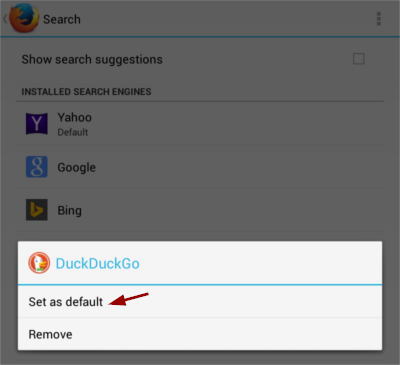 Search
Show search suggestions
INSTALLED SEARCH ENGINES
Yahoo
Default
Google
Bing
DuckDuckGo
Set as default
Remove